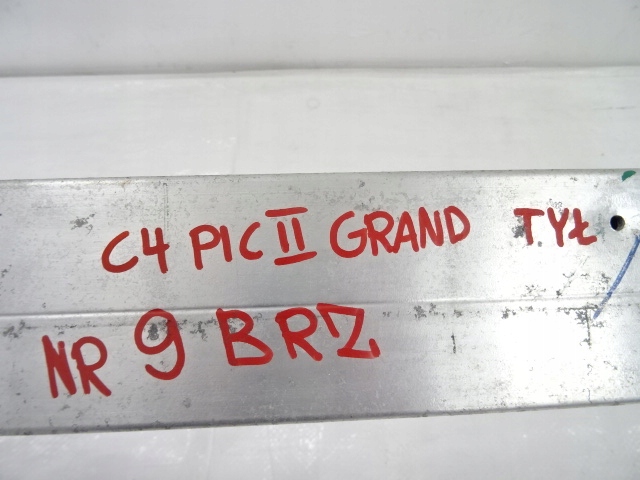 C4 PIC II GRAND TYŁ
NR 9 BRZ